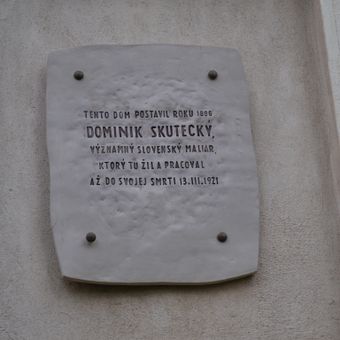 TENTO DOM POSTAVIL ROKU 1896
DOMINIK SKUTECKÝ,
VÝZNAMNÝ SLOVENSKÝ MALIAR,
KTORÝ TU ŽIL A PRACOVAL
AŽ DO SVOJEJ SMRTI 13.III.1921